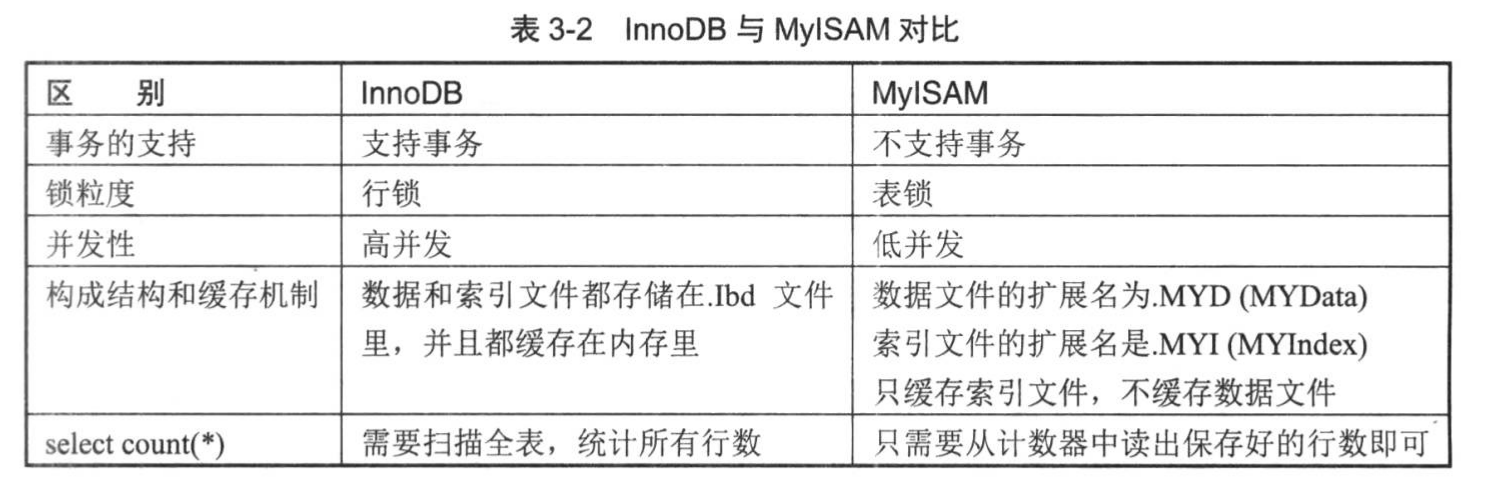 表 3-2 InnoDB 与 MyISAM 对比
区 别 InnoDB MyISAM
事务的支持 支持事务 不支持事务
锁粒度 行锁 表锁
并发性 高并发 低并发
构成结构和缓存机制 数据和索引文件都存储在.Ibd 文件 数据文件的扩展名为.MYD (MYData)
里，并且都缓存在内存里 索引文件的扩展名是.MYI (MYIndex)
只缓存索引文件，不缓存数据文件
select count(*) 需要扫描全表，统计所有行数 只需要从计数器中读出保存好的行数即可